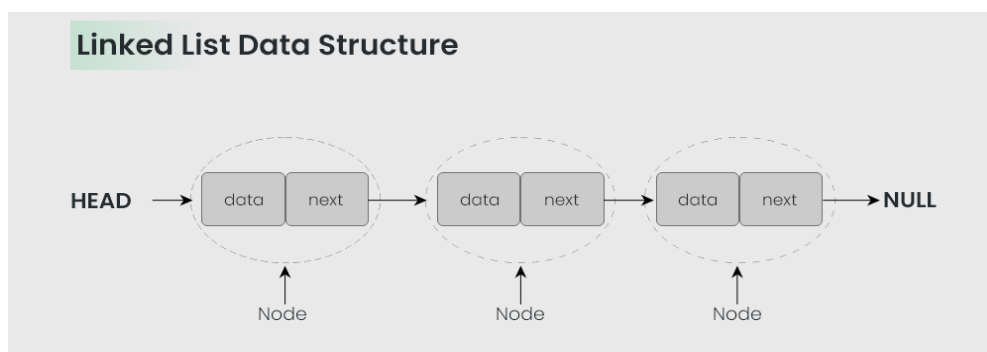 Linked List Data Structure
HEAD data next data next data next NULL
Node Node Node